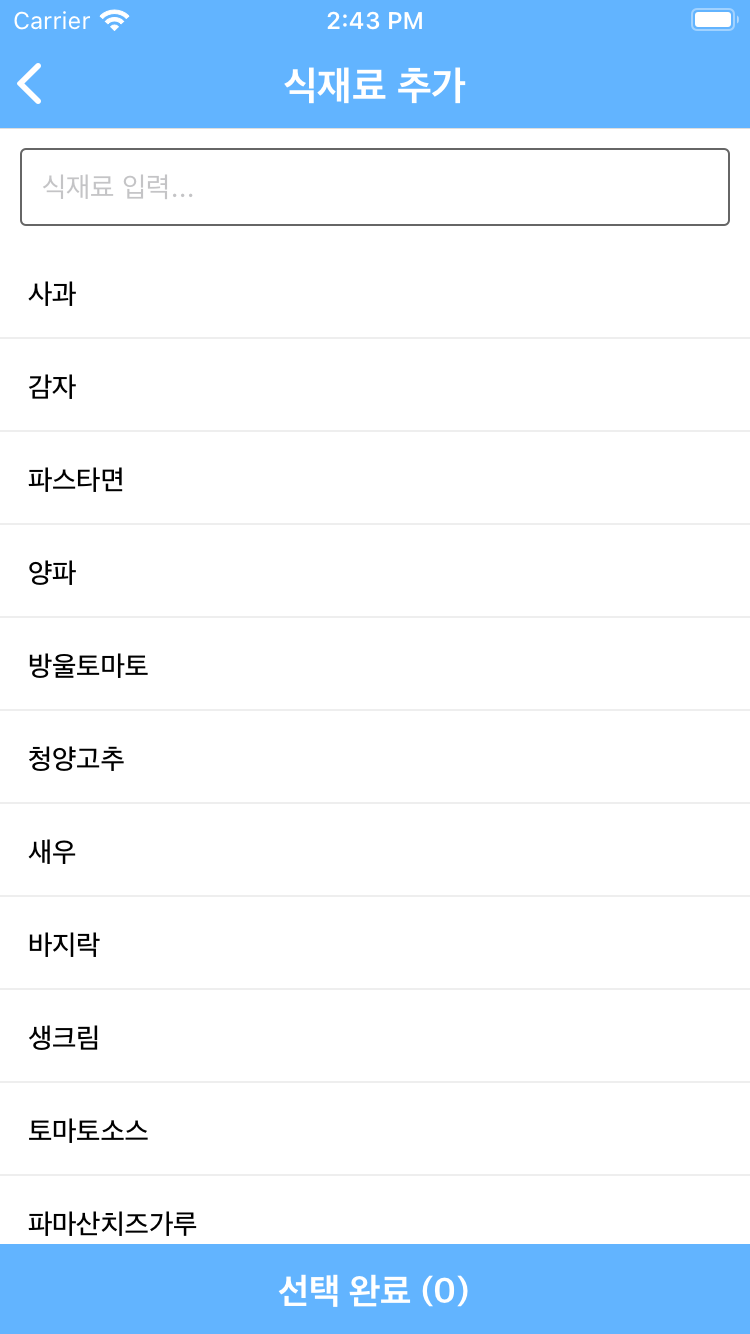 Carrier 2:43 PM
식재료 추가
식재료 입력...
사과
감자
파스타면
양파
방울토마토
청양고추
새우
바지락
생크림
토마토소스
파마산치즈가루
선택 완료 (0)